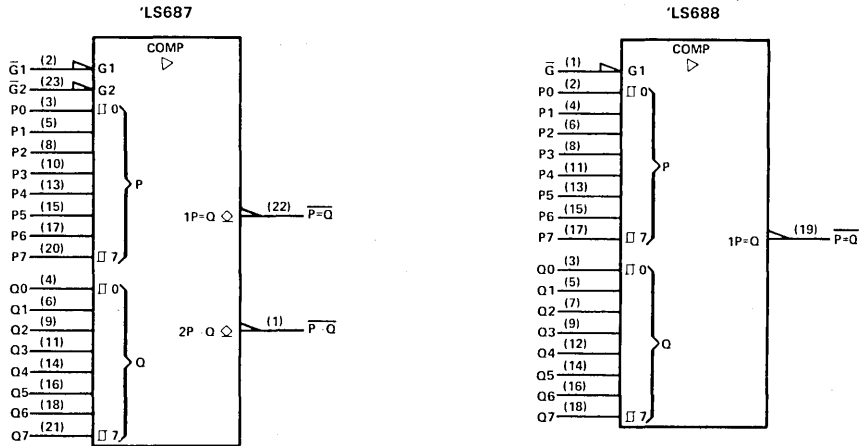 'LS687
COMP
▷
G̅1 (2) G1
G̅2 (23) G2
P0 (3) 0
P1 (5)
P2 (8)
P3 (10)
P4 (13)
P
P5 (15)
1P=Q (22) P̅=̅Q̅
P6 (17)
P7 (20) 7
Q0 (4) 0
Q1 (6)
Q2 (9)
2P Q (1) P̅ ̅Q̅
Q3 (11)
Q
Q4 (14)
Q5 (16)
Q6 (18)
Q7 (21) 7
'LS688
COMP
▷
G̅ (1) G1
P0 (2) 0
P1 (4)
P2 (6)
P3 (8)
P
P4 (11)
P5 (13)
P6 (15)
P7 (17) 7
1P=Q (19) P̅=̅Q̅
Q0 (3) 0
Q1 (5)
Q2 (7)
Q3 (9)
Q
Q4 (12)
Q5 (14)
Q6 (16)
Q7 (18) 7